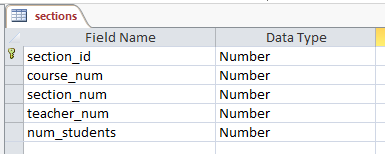 sections
Field Name Data Type
section_id Number
course_num Number
section_num Number
teacher_num Number
num_students Number